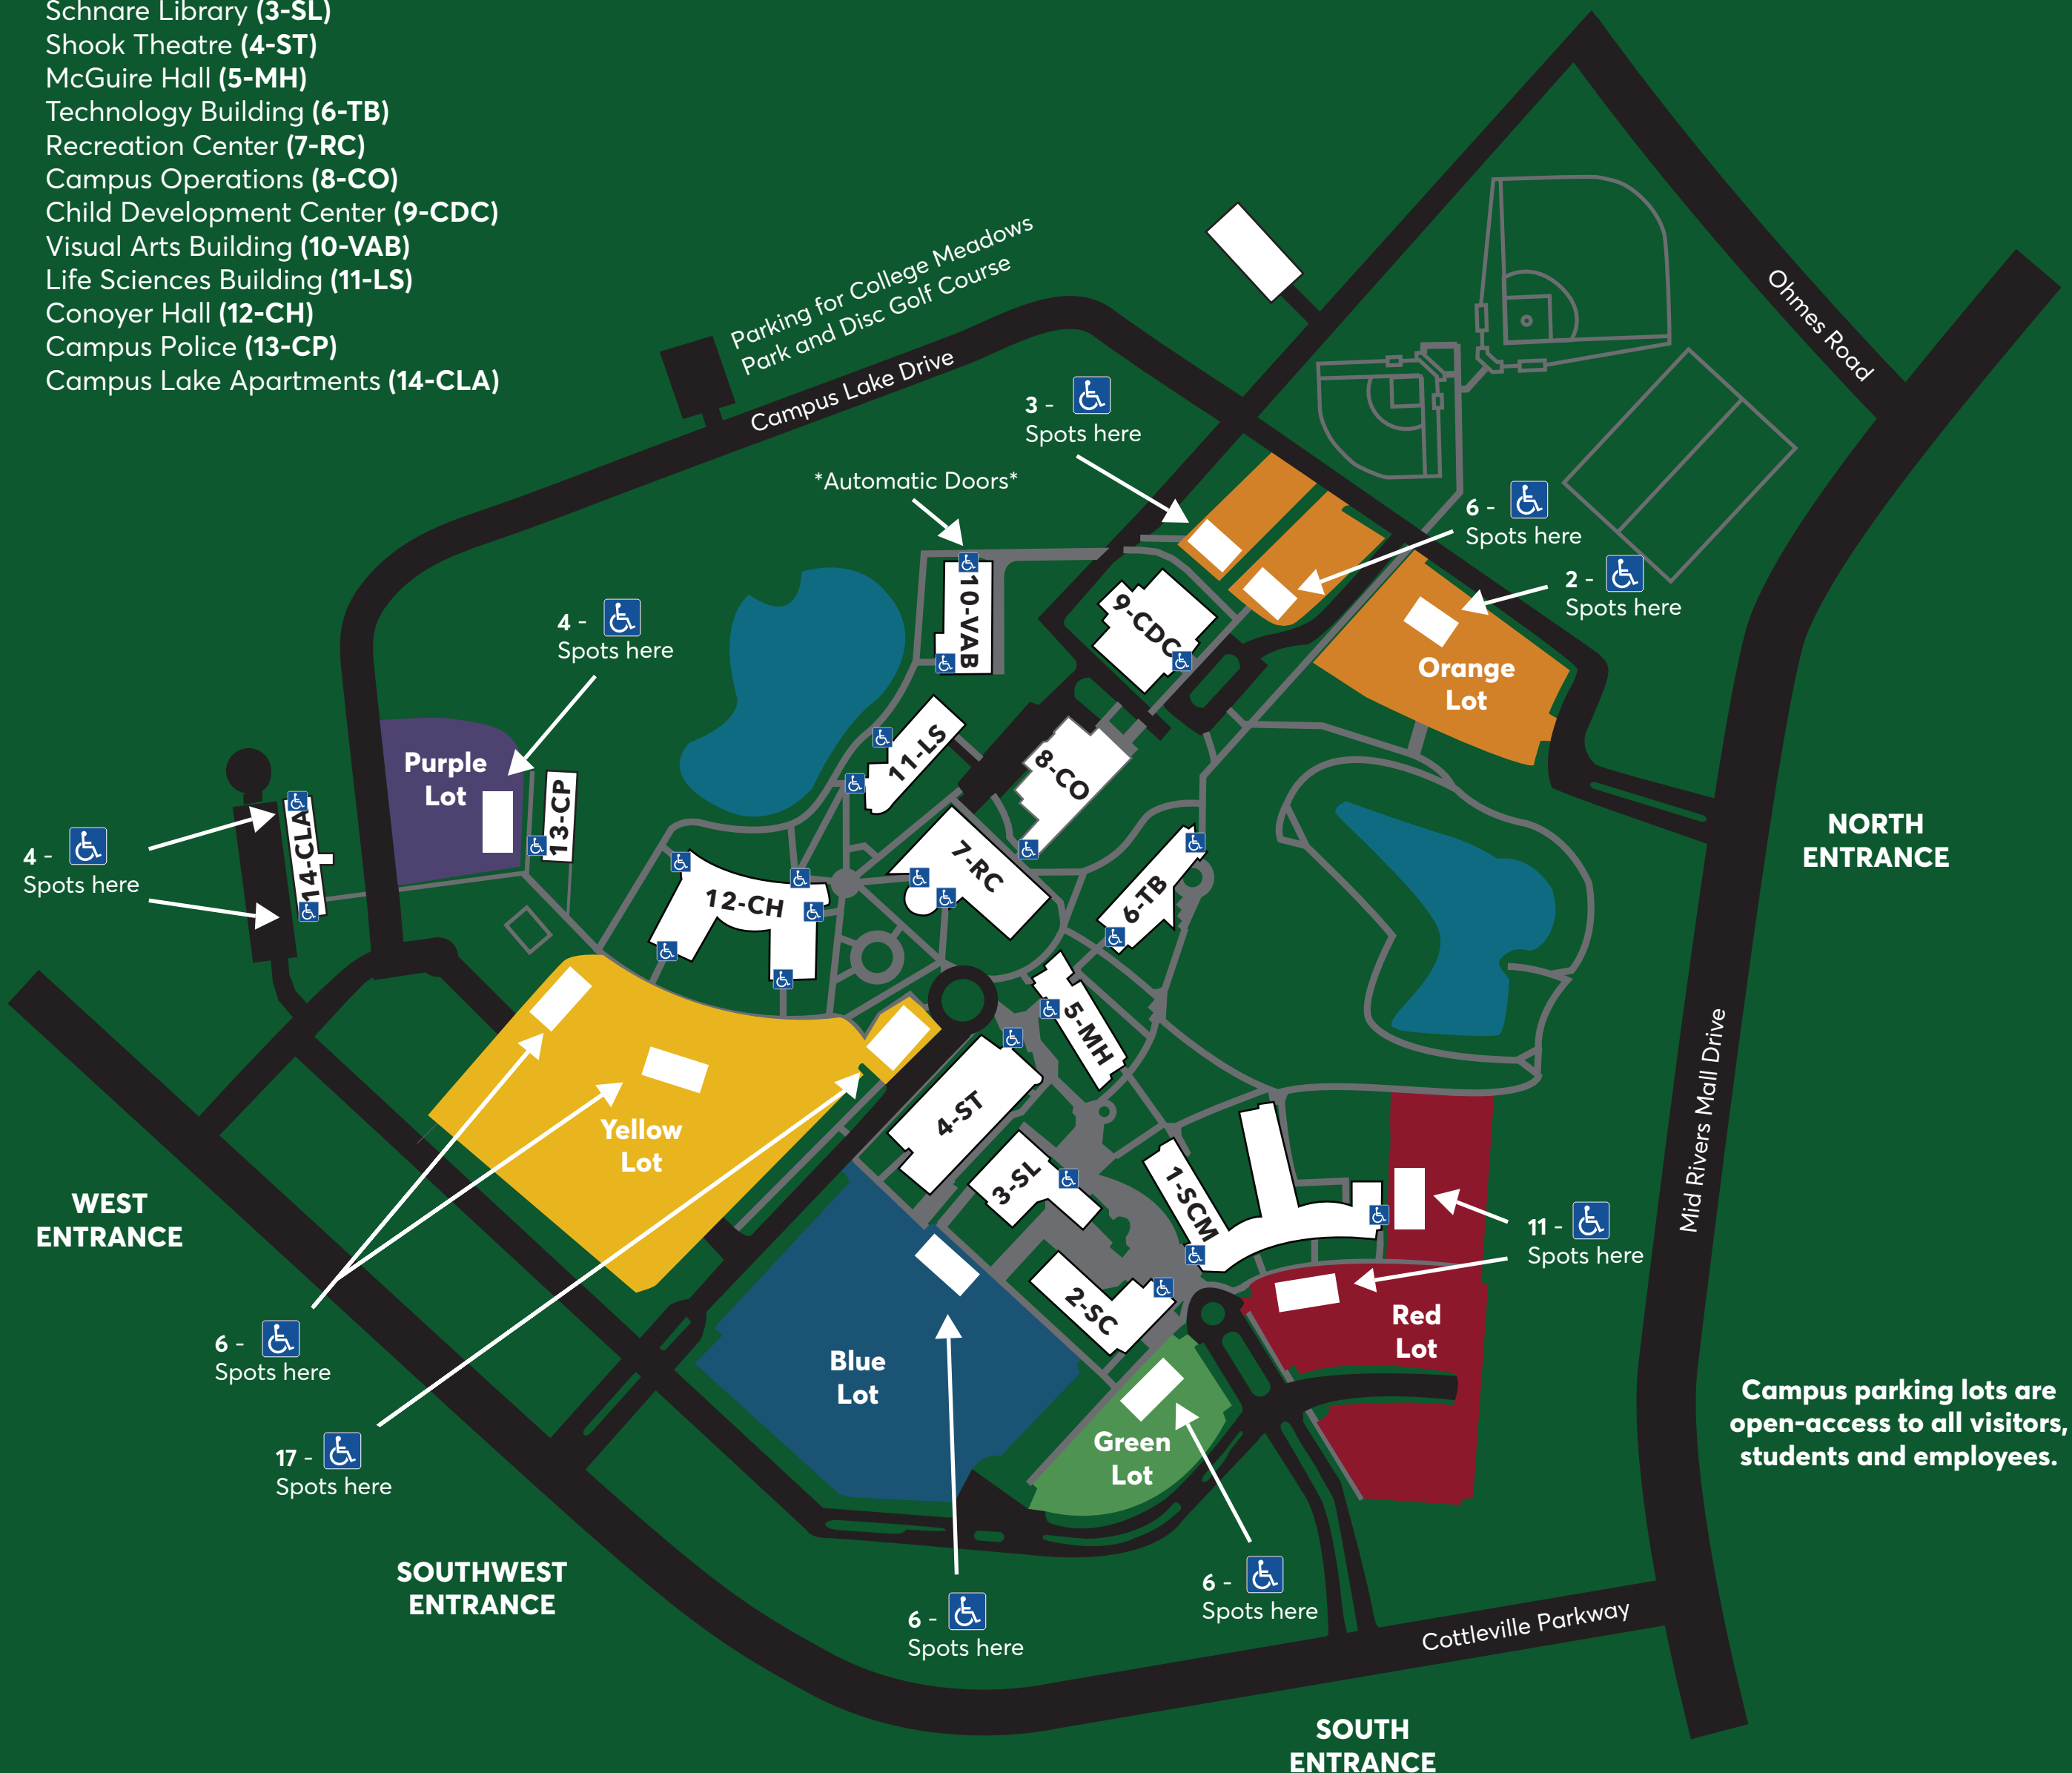 Schnare Library (3-SL)
Shook Theatre (4-ST)
McGuire Hall (5-MH)
Technology Building (6-TB)
Recreation Center (7-RC)
Campus Operations (8-CO)
Child Development Center (9-CDC)
Visual Arts Building (10-VAB)
Life Sciences Building (11-LS)
Conoyer Hall (12-CH)
Campus Police (13-CP)
Campus Lake Apartments (14-CLA)
Parking for College Meadows
Park and Disc Golf Course
Campus Lake Drive
Ohmes Road
3 -
Spots here
*Automatic Doors*
6 -
Spots here
2 -
Spots here
4 -
Spots here
10-VAB
9-CDC
Orange
Lot
Purple
Lot
11-LS
8-CO
13-CP
14-CLA
4 -
Spots here
NORTH
ENTRANCE
7-RC
12-CH
6-TB
5-MH
Mid Rivers Mall Drive
4-ST
Yellow
Lot
3-SL
1-SCM
WEST
ENTRANCE
11 -
Spots here
2-SC
Red
Lot
6 -
Spots here
Blue
Lot
Campus parking lots are
open-access to all visitors,
students and employees.
Green
Lot
17 -
Spots here
SOUTHWEST
ENTRANCE
6 -
Spots here
6 -
Spots here
Cottleville Parkway
SOUTH
ENTRANCE